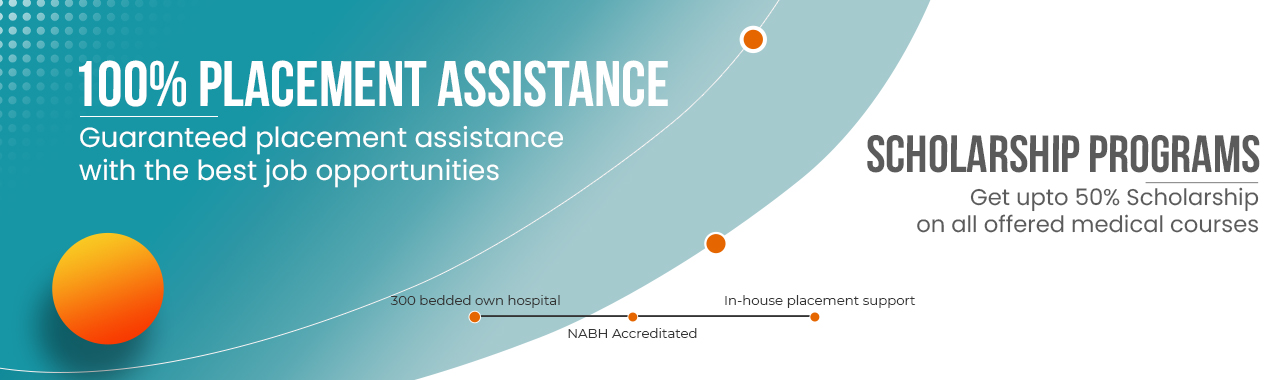 100% PLACEMENT ASSISTANCE
Guaranteed placement assistance
with the best job opportunities
SCHOLARSHIP PROGRAMS
Get upto 50% Scholarship
on all offered medical courses
300 bedded own hospital
NABH Accreditated
In-house placement support